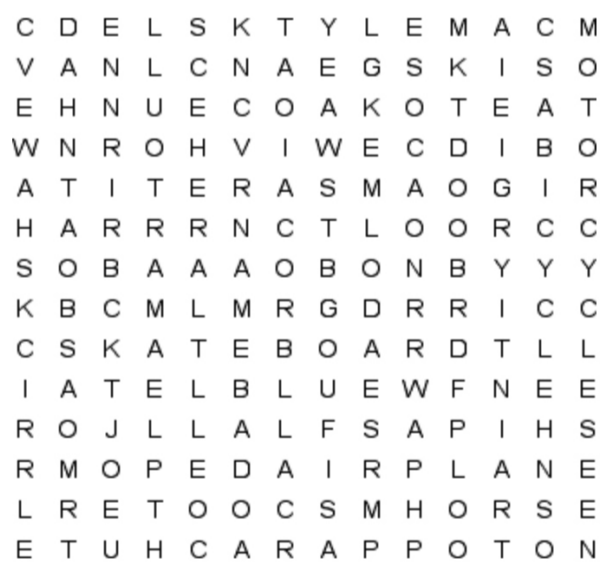 C D E L S K T Y L E M A C M
V A N L C N A E G S K I S O
E H N U E C O A K O T E A T
W N R O H V I W E C D I B O
A T I T E R A S M A O G I R
H A R R R N C T L O O R C C
S O B A A A O B O N B Y Y Y
K B C M L M R G D R R I C C
C S K A T E B O A R D T L L
I A T E L B L U E W F N E E
R O J L L A L F S A P I H S
R M O P E D A I R P L A N E
L R E T O O C S M H O R S E
E T U H C A R A P P O T O N